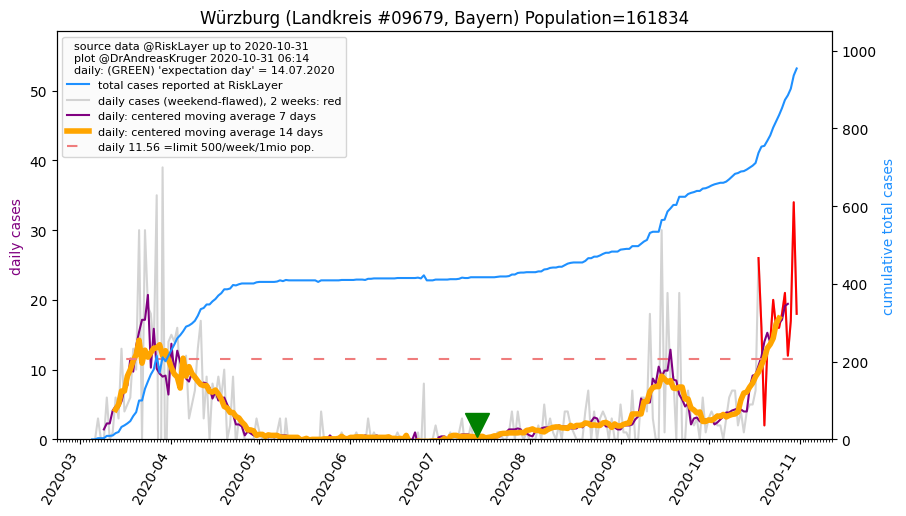 Würzburg (Landkreis #09679, Bayern) Population=161834
source data @RiskLayer up to 2020-10-31
plot @DrAndreasKruger 2020-10-31 06:14
daily: (GREEN) 'expectation day' = 14.07.2020
total cases reported at RiskLayer
daily cases (weekend-flawed), 2 weeks: red
daily: centered moving average 7 days
daily: centered moving average 14 days
daily 11.56 =limit 500/week/1mio pop.
daily cases
0
10
20
30
40
50
cumulative total cases
0
200
400
600
800
1000
2020-03
2020-04
2020-05
2020-06
2020-07
2020-08
2020-09
2020-10
2020-11